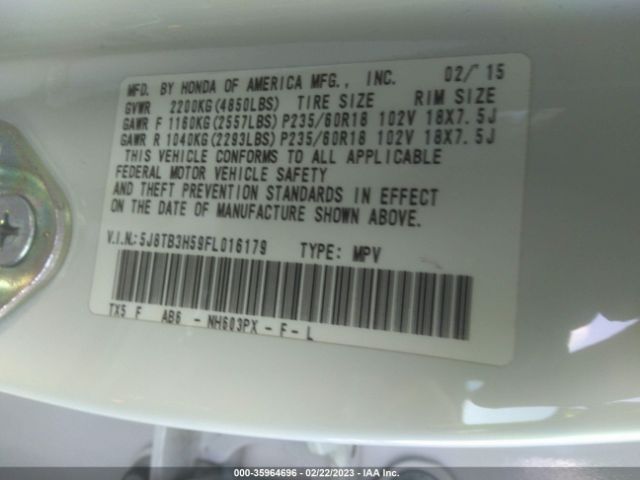 MFD. BY HONDA OF AMERICA MFG., INC. 02/15
GVWR 2200KG(4850LBS) TIRE SIZE RIM SIZE
GAWR F 1160KG(2557LBS) P235/60R18 102V 18X7.5J
GAWR R 1040KG(2293LBS) P235/60R18 102V 18X7.5J
THIS VEHICLE CONFORMS TO ALL APPLICABLE
FEDERAL MOTOR VEHICLE SAFETY
AND THEFT PREVENTION STANDARDS IN EFFECT
ON THE DATE OF MANUFACTURE SHOWN ABOVE.
V.I.N.:5J8TB3H59FL016179 TYPE: MPV
TX5 F AB6 - NH603PX - F - L
000-35964696 - 02/22/2023 - IAA Inc.